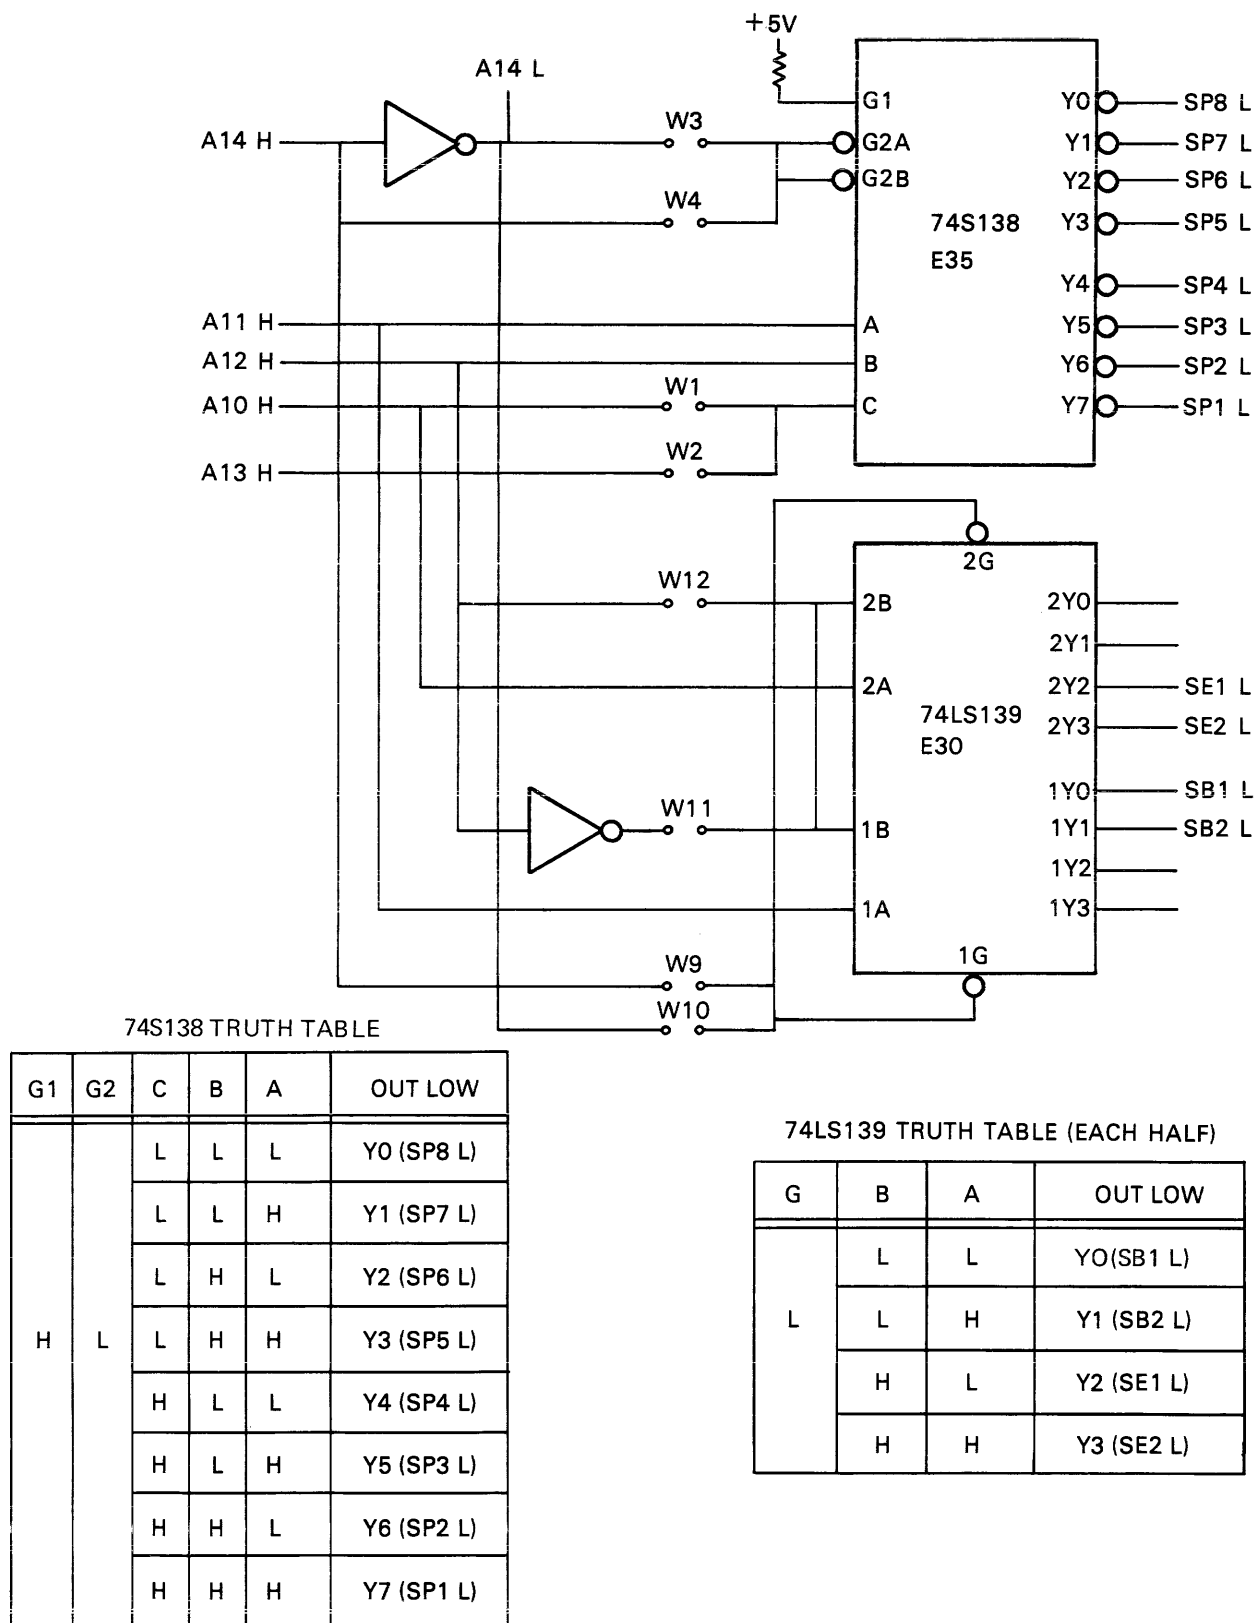 +5V
A14 L
A14 H
W3
W4
G1
G2A
G2B
74S138
E35
Y0
SP8 L
Y1
SP7 L
Y2
SP6 L
Y3
SP5 L
Y4
SP4 L
Y5
SP3 L
Y6
SP2 L
Y7
SP1 L
A11 H
A
A12 H
B
A10 H
W1
C
A13 H
W2
2G
W12
2B
2Y0
2Y1
2A
2Y2
SE1 L
74LS139
E30
2Y3
SE2 L
1Y0
SB1 L
W11
1B
1Y1
SB2 L
1Y2
1A
1Y3
1G
W9
W10
74S138 TRUTH TABLE
G1 G2 C B A OUT LOW
L L L Y0 (SP8 L)
L L H Y1 (SP7 L)
L H L Y2 (SP6 L)
H L L H H Y3 (SP5 L)
H L L Y4 (SP4 L)
H L H Y5 (SP3 L)
H H L Y6 (SP2 L)
H H H Y7 (SP1 L)
74LS139 TRUTH TABLE (EACH HALF)
G B A OUT LOW
L L Y0(SB1 L)
L L H Y1 (SB2 L)
H L Y2 (SE1 L)
H H Y3 (SE2 L)